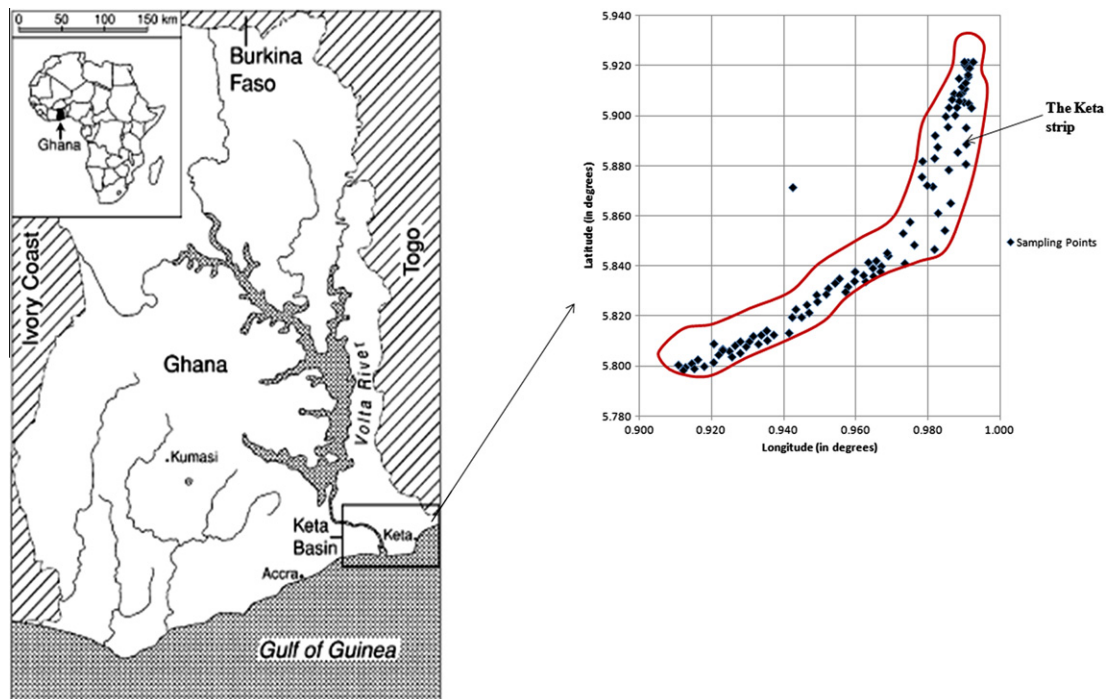 0 50 100 150 km
Burkina
Faso
Ghana
Ivory Coast
Togo
Ghana
Volta River
Kumasi
Keta
Basin
Keta
Accra
Gulf of Guinea
5.940
5.920
5.900
5.880
5.860
5.840
5.820
5.800
5.780
0.900 0.920 0.940 0.960 0.980 1.000
Latitude (in degrees)
Longitude (in degrees)
The Keta
strip
Sampling Points